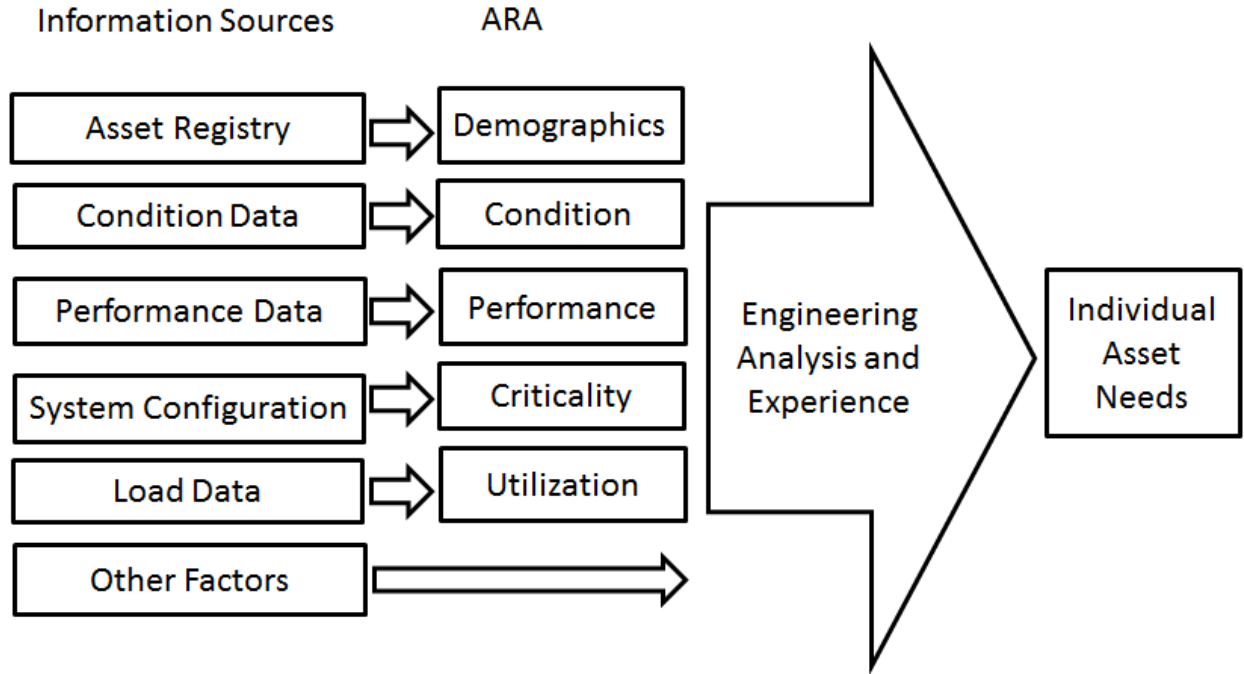 Information Sources
ARA
Asset Registry
Demographics
Condition Data
Condition
Performance Data
Performance
System Configuration
Criticality
Load Data
Utilization
Other Factors
Engineering
Analysis and
Experience
Individual
Asset
Needs